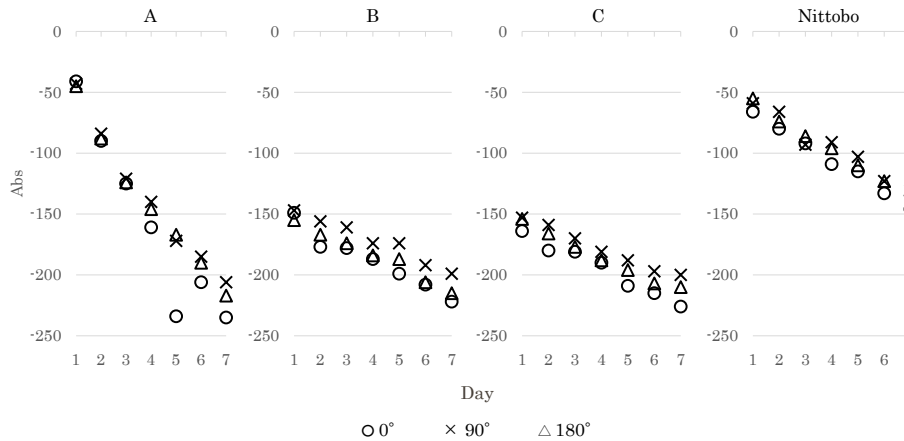 A B C Nittobo
0 0 0 0
-50 -50 -50 -50
-100 -100 -100 -100
Abs
-150 -150 -150 -150
-200 -200 -200 -200
-250 -250 -250 -250
1 2 3 4 5 6 7 1 2 3 4 5 6 7 1 2 3 4 5 6 7 1 2 3 4 5 6
Day
0° 90° 180°